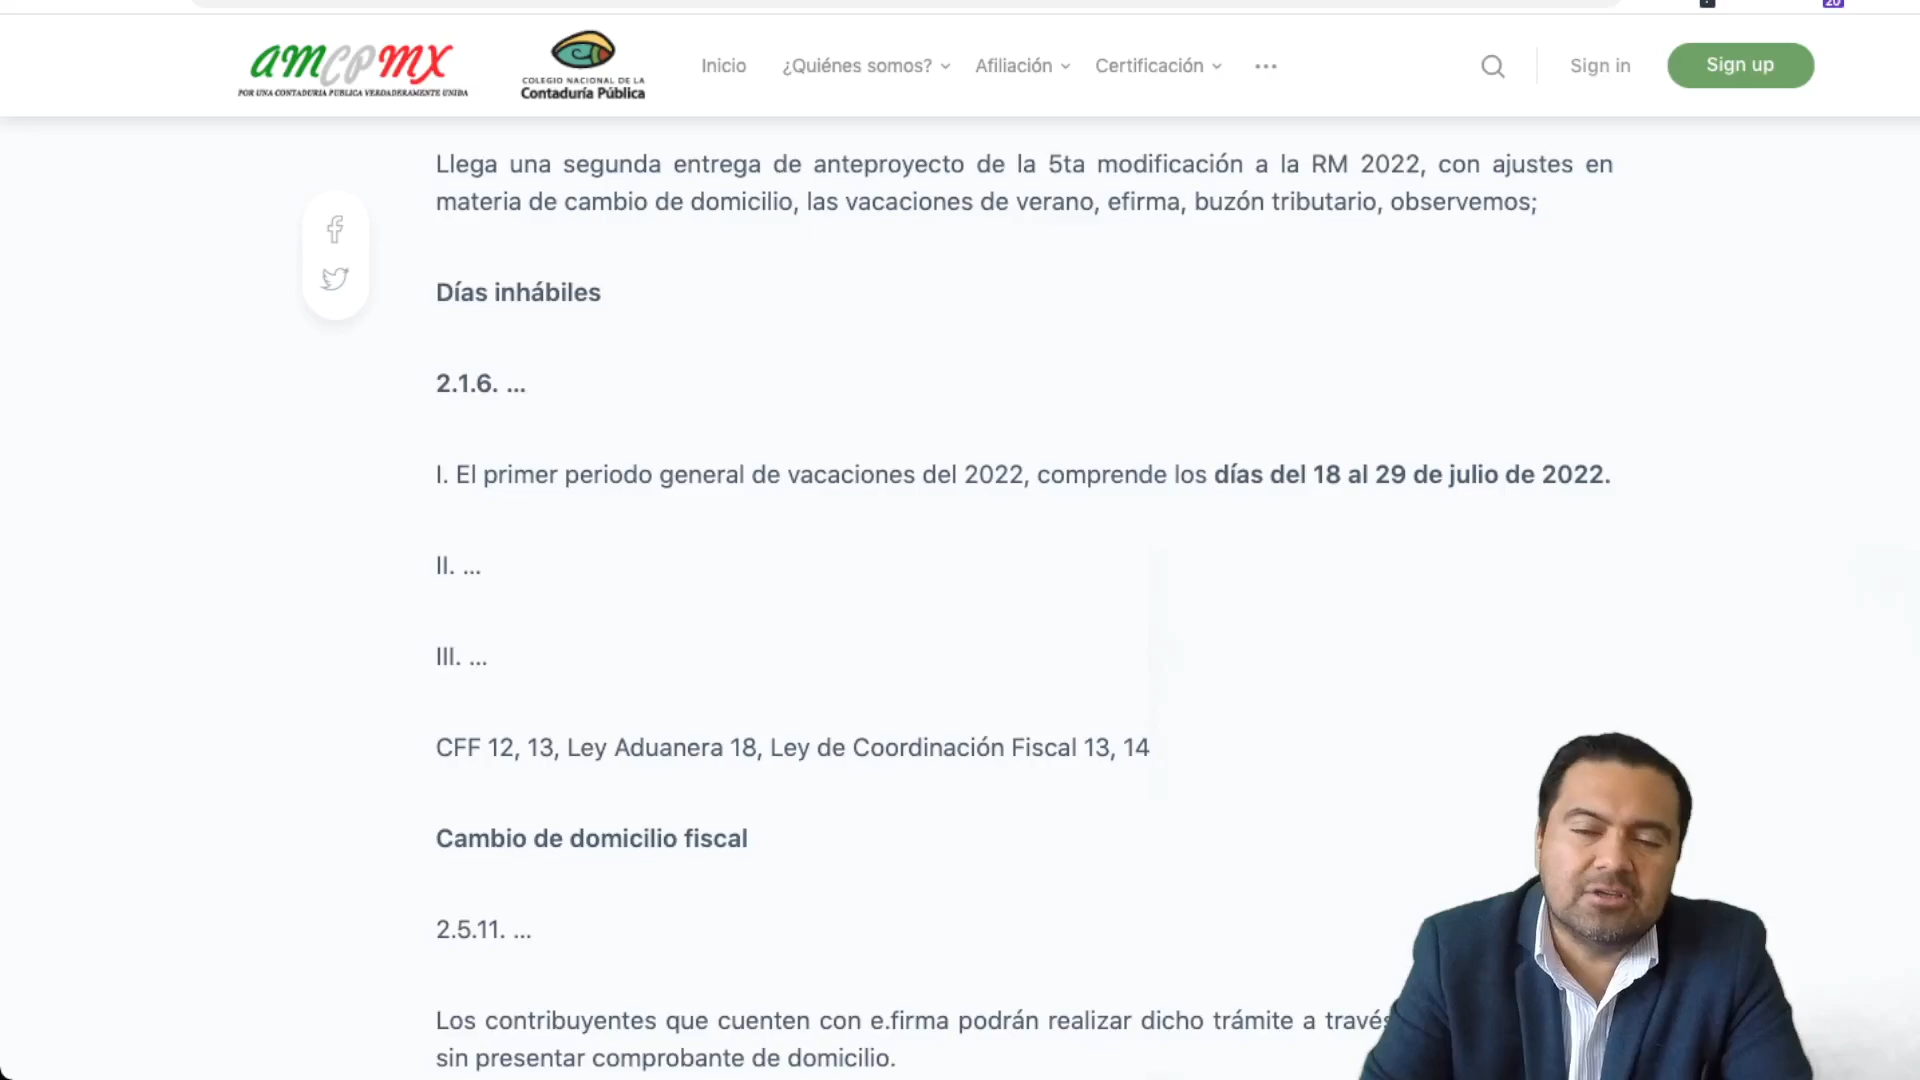 20
amcpmx
POR UNA CONTADURIA PUBLICA VERDADERAMENTE UNIDA
COLEGIO NACIONAL DE LA
Contaduría Pública
Inicio
¿Quiénes somos?
Afiliación
Certificación
Sign in
Sign up
Llega una segunda entrega de anteproyecto de la 5ta modificación a la RM 2022, con ajustes en
materia de cambio de domicilio, las vacaciones de verano, efirma, buzón tributario, observemos;
Días inhábiles
2.1.6. ...
I. El primer periodo general de vacaciones del 2022, comprende los días del 18 al 29 de julio de 2022.
II. ...
III. ...
CFF 12, 13, Ley Aduanera 18, Ley de Coordinación Fiscal 13, 14
Cambio de domicilio fiscal
2.5.11. ...
Los contribuyentes que cuenten con e.firma podrán realizar dicho trámite a través
sin presentar comprobante de domicilio.